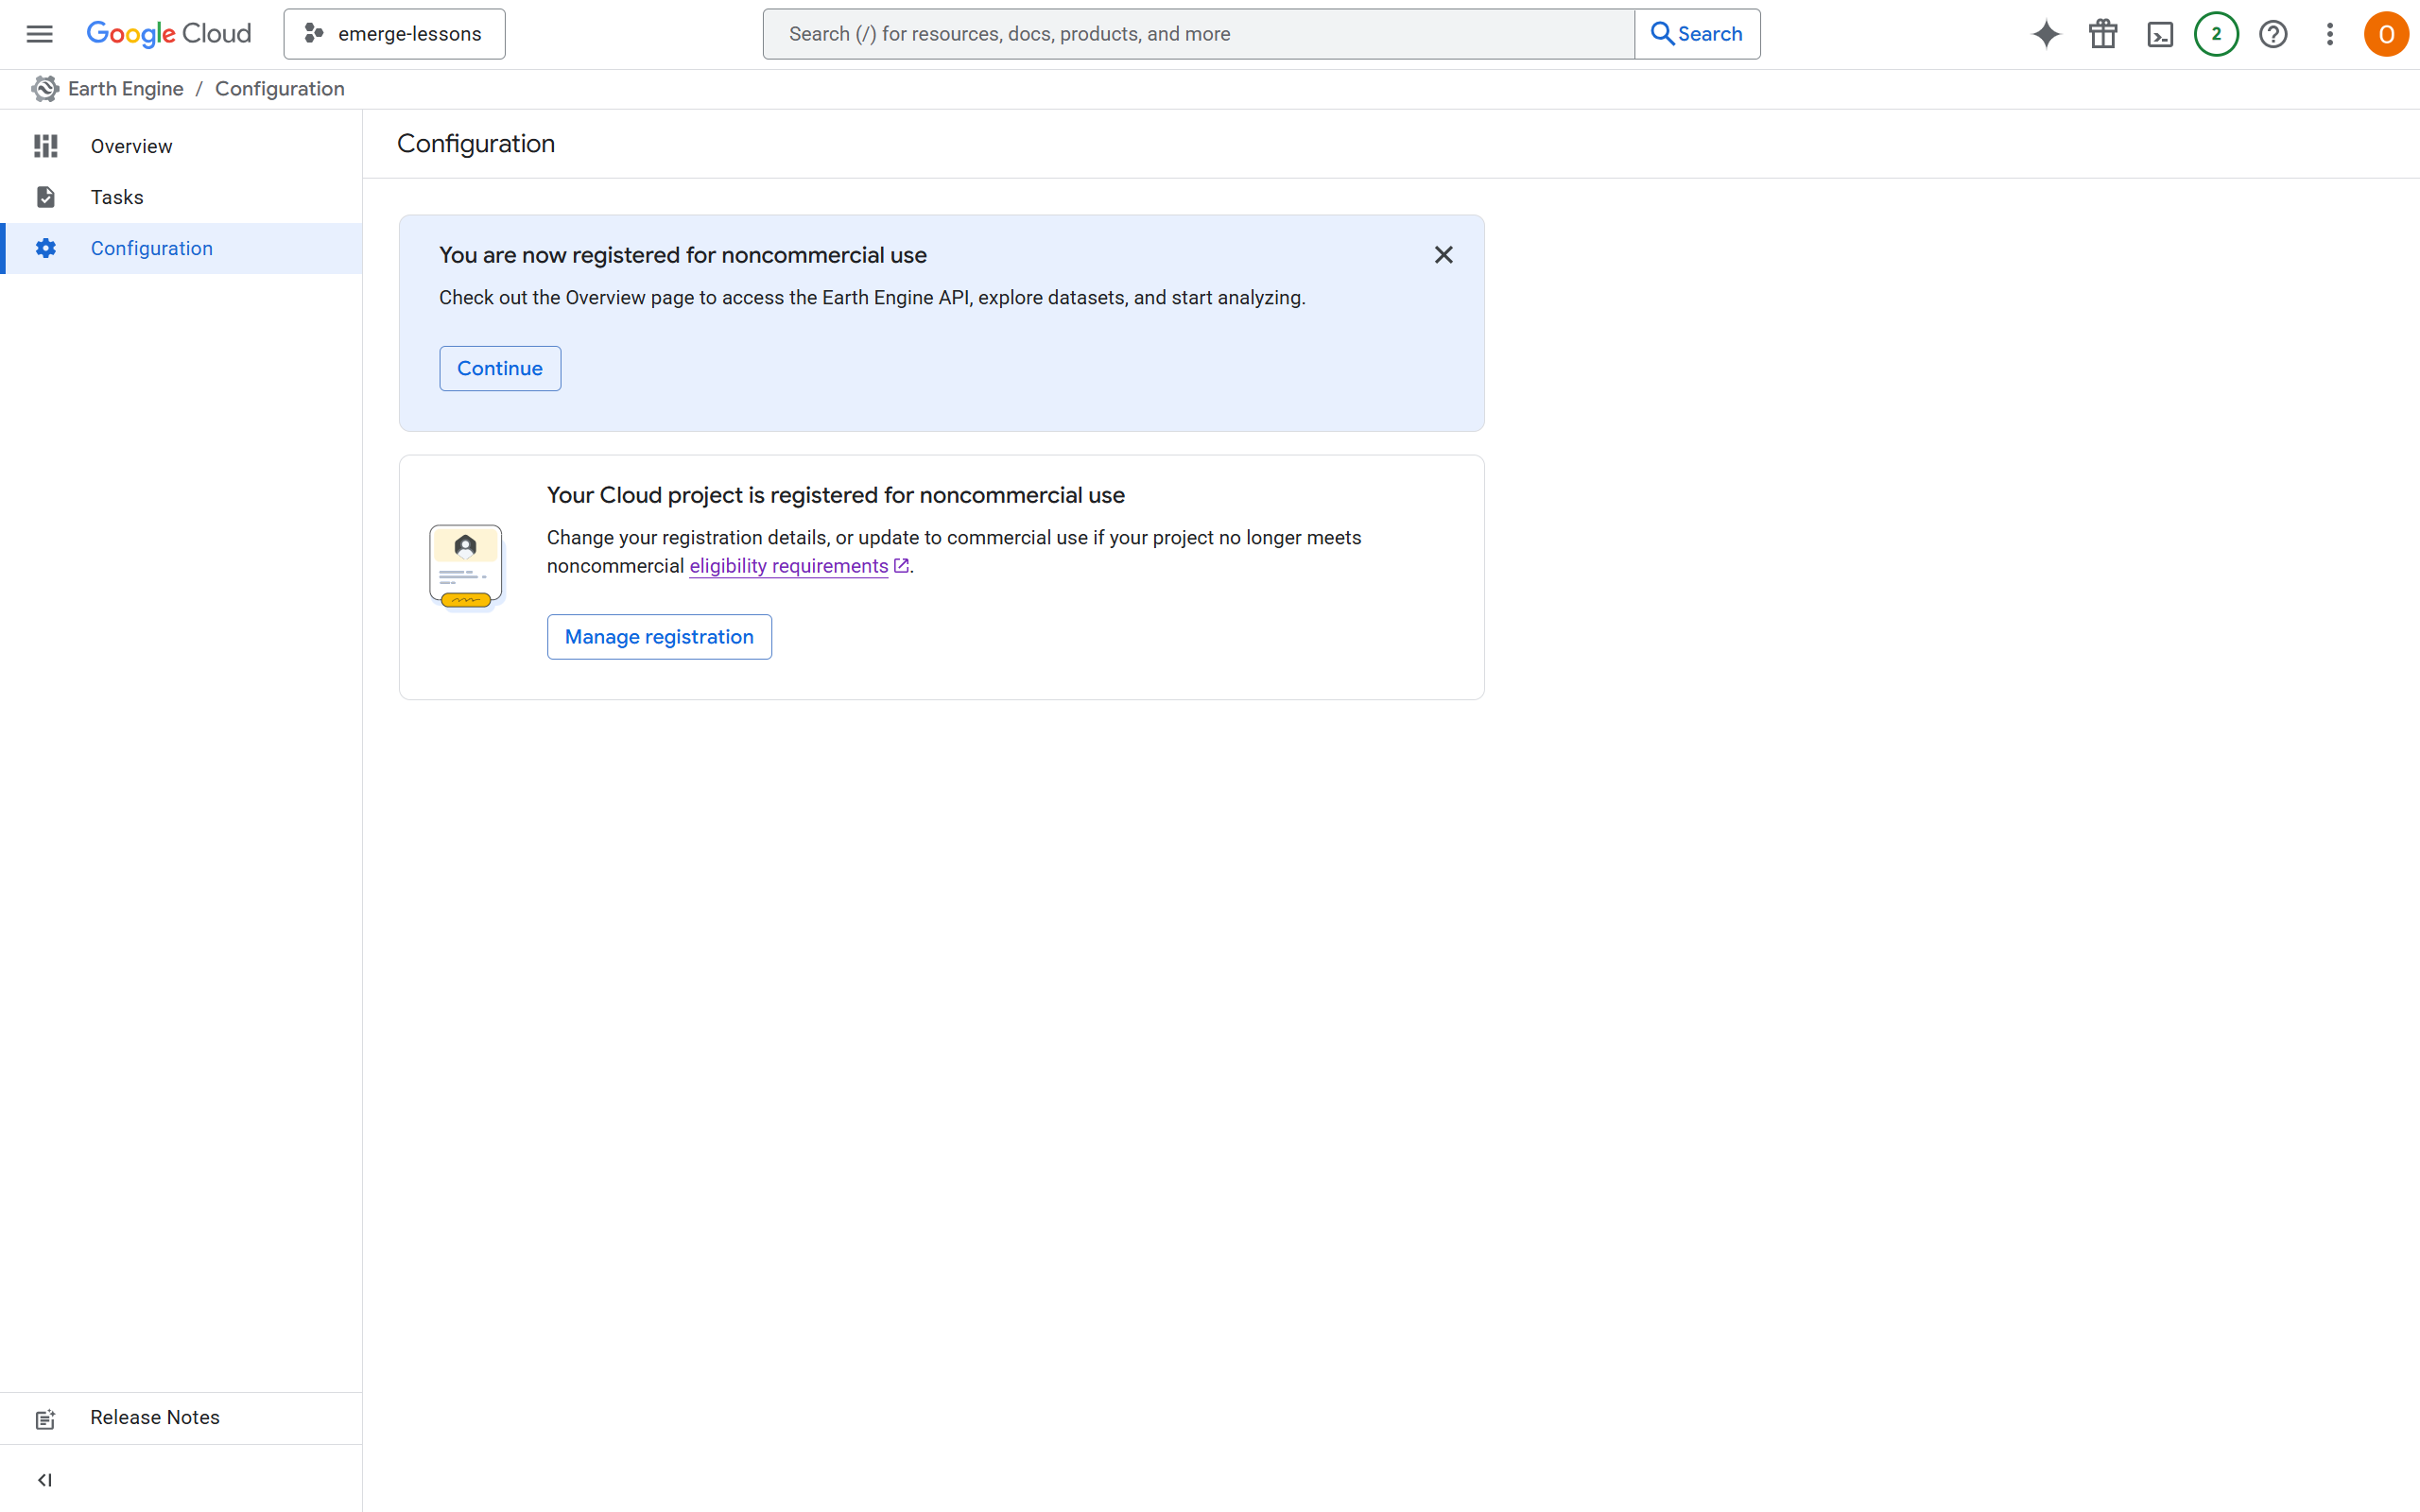 Google Cloud
emerge-lessons
Search (/) for resources, docs, products, and more
Search
2
O
Earth Engine / Configuration
Overview
Tasks
Configuration
Configuration
You are now registered for noncommercial use
Check out the Overview page to access the Earth Engine API, explore datasets, and start analyzing.
Continue
Your Cloud project is registered for noncommercial use
Change your registration details, or update to commercial use if your project no longer meets
noncommercial eligibility requirements.
Manage registration
Release Notes